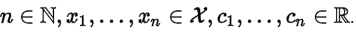 n ∈ ℕ, x₁, …, xₙ ∈ 𝒳, c₁, …, cₙ ∈ ℝ.